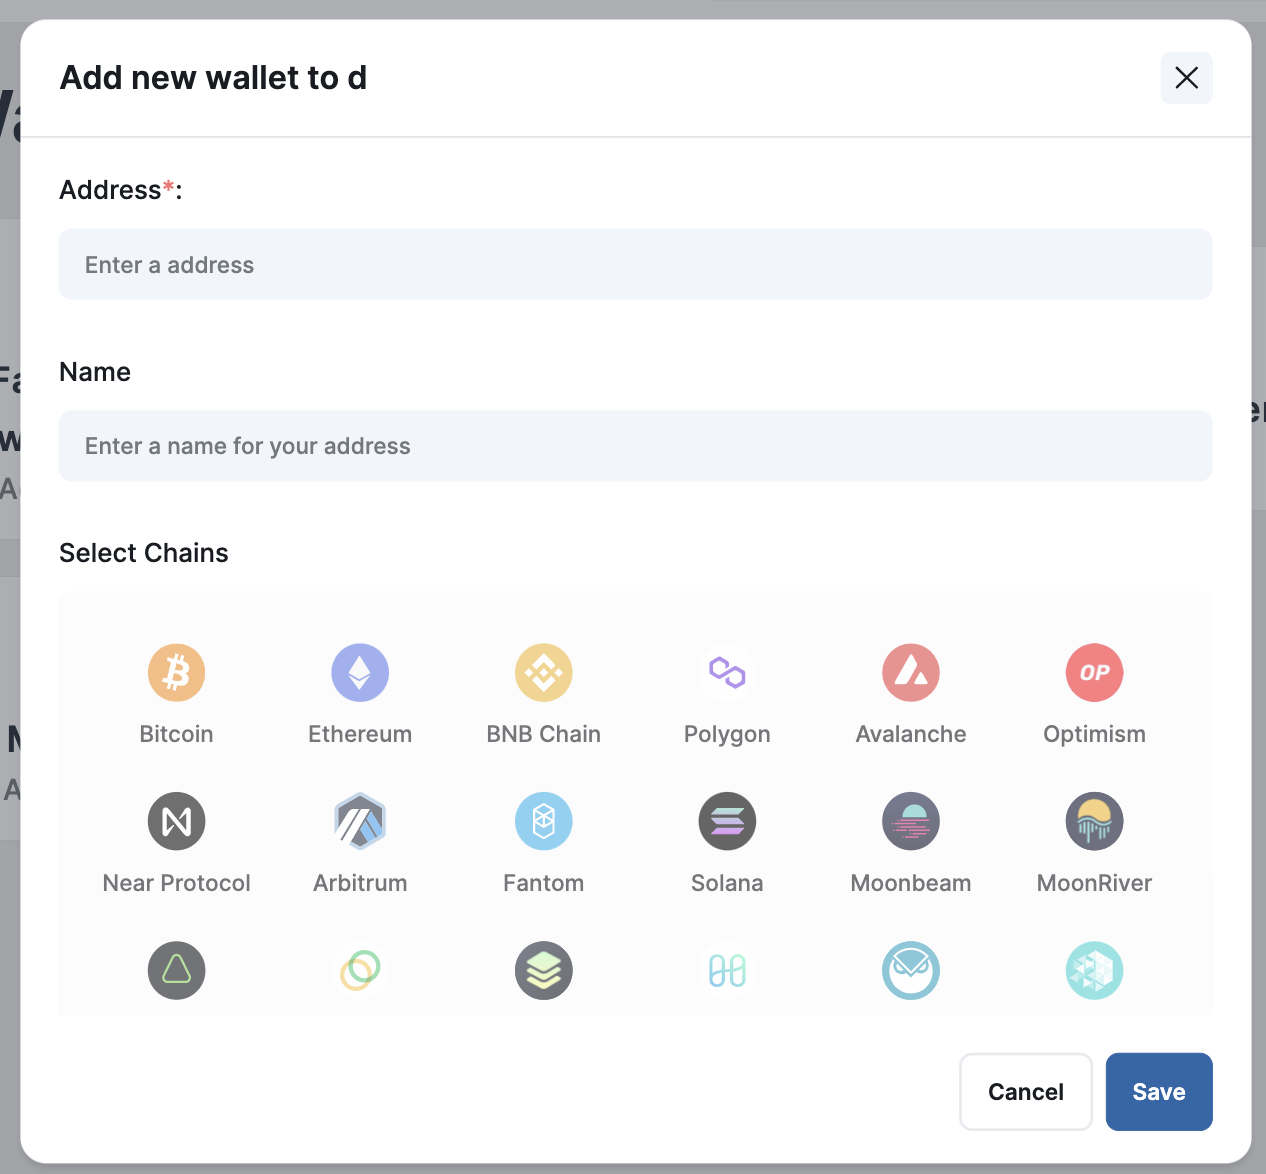 Add new wallet to d
Address*:
Enter a address
Name
Enter a name for your address
Select Chains
Bitcoin Ethereum BNB Chain Polygon Avalanche Optimism
OP
Near Protocol Arbitrum Fantom Solana Moonbeam MoonRiver
Cancel Save